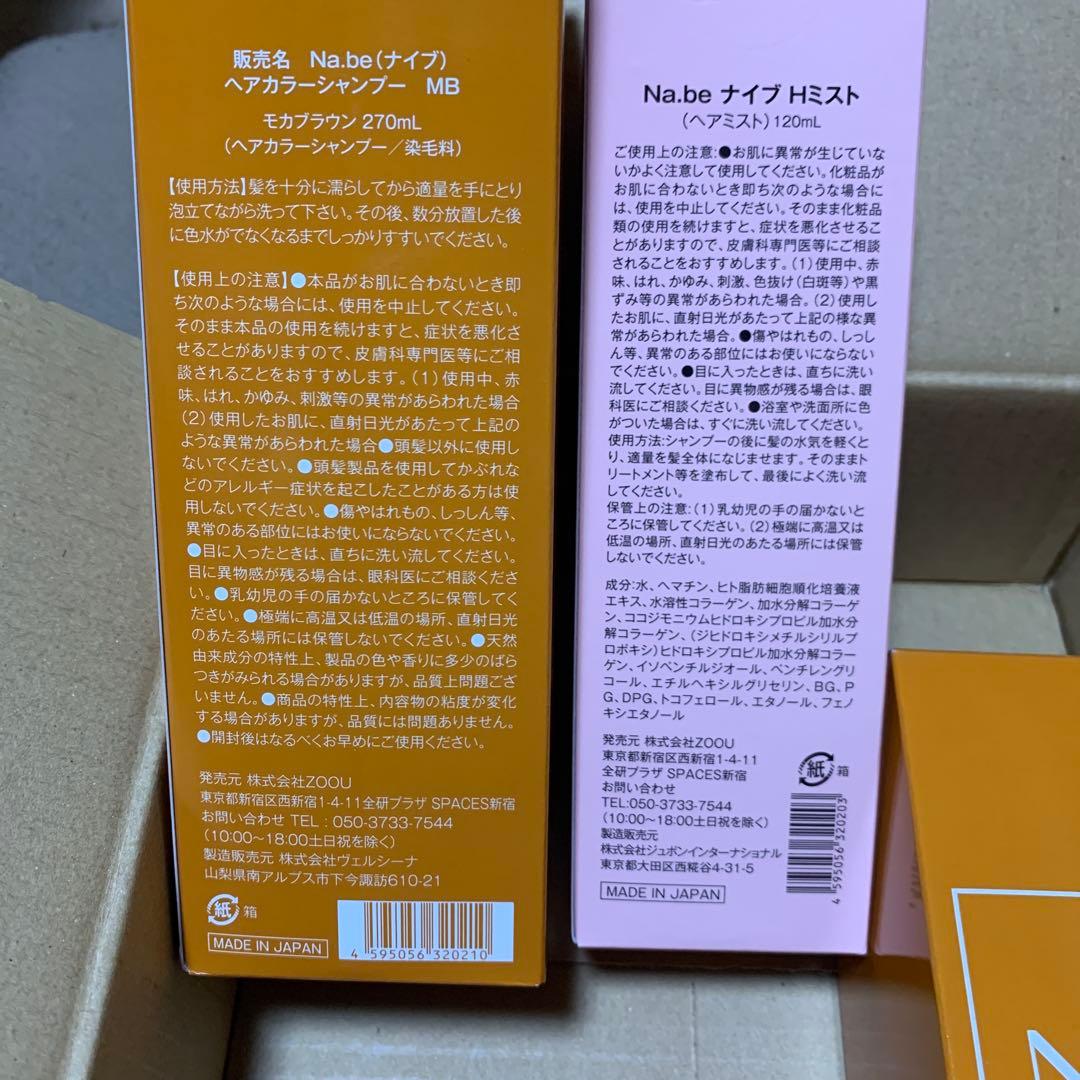 販売名 Na.be（ナイブ）
ヘアカラーシャンプー MB
モカブラウン 270mL
（ヘアカラーシャンプー／染毛料）
【使用方法】髪を十分に濡らしてから適量を手にとり
泡立てながら洗って下さい。その後、数分放置した後
に色水がでなくなるまでしっかりすすいでください。
【使用上の注意】●本品がお肌に合わないとき即
ち次のような場合には、使用を中止してください。
そのまま本品の使用を続けますと、症状を悪化さ
せることがありますので、皮膚科専門医等にご相
談されることをおすすめします。（1）使用中、赤
味、はれ、かゆみ、刺激等の異常があらわれた場合
（2）使用したお肌に、直射日光があたって上記の
ような異常があらわれた場合●頭髪以外に使用し
ないでください。●頭髪製品を使用してかぶれな
どのアレルギー症状を起こしたことがある方は使
用しないでください。●傷やはれもの、しっしん等、
異常のある部位にはお使いにならないでください。
●目に入ったときは、直ちに洗い流してください。
目に異物感が残る場合は、眼科医にご相談くださ
い。●乳幼児の手の届かないところに保管してく
ださい。●極端に高温又は低温の場所、直射日光
のあたる場所には保管しないでください。●天然
由来成分の特性上、製品の色や香りに多少のばら
つきがみられる場合がありますが、品質上問題ござ
いません。●商品の特性上、内容物の粘度が変化
する場合がありますが、品質には問題ありません。
●開封後はなるべくお早めにご使用ください。
発売元 株式会社ZOOU
東京都新宿区西新宿1-4-11全研プラザ SPACES新宿
お問い合わせ TEL：050-3733-7544
（10:00〜18:00土日祝を除く）
製造販売元 株式会社ヴェルシーナ
山梨県南アルプス市下今諏訪610-21
紙 箱
MADE IN JAPAN
4 595056 320210
Na.be ナイブ Hミスト
（ヘアミスト）120mL
ご使用上の注意:●お肌に異常が生じていな
いかよく注意して使用してください。化粧品が
お肌に合わないとき即ち次のような場合に
は、使用を中止してください。そのまま化粧品
類の使用を続けますと、症状を悪化させるこ
とがありますので、皮膚科専門医等にご相談
されることをおすすめします。（1）使用中、赤
味、はれ、かゆみ、刺激、色抜け（白斑等）や黒
ずみ等の異常があらわれた場合。（2）使用し
たお肌に、直射日光があたって上記の様な異
常があらわれた場合。●傷やはれもの、しっし
ん等、異常のある部位にはお使いにならない
でください。●目に入ったときは、直ちに洗い
流してください。目に異物感が残る場合は、眼
科医にご相談ください。●浴室や洗面所に色
がついた場合は、すぐに洗い流してください。
使用方法:シャンプーの後に髪の水気を軽くと
り、適量を髪全体になじませます。そのままト
リートメント等を塗布して、最後によく洗い流
してください。
保管上の注意:（1）乳幼児の手の届かないと
ころに保管してください。（2）極端に高温又は
低温の場所、直射日光のあたる場所には保管
しないでください。
成分:水、ヘマチン、ヒト脂肪細胞順化培養液
エキス、水溶性コラーゲン、加水分解コラーゲ
ン、ココジモニウムヒドロキシプロピル加水分
解コラーゲン、（ジヒドロキシメチルシリルプ
ロポキシ）ヒドロキシプロピル加水分解コラー
ゲン、イソペンチルジオール、ペンチレングリ
コール、エチルヘキシルグリセリン、BG、P
G、DPG、トコフェロール、エタノール、フェノ
キシエタノール
発売元 株式会社ZOOU
東京都新宿区西新宿1-4-11
全研プラザ SPACES新宿
お問い合わせ
TEL:050-3733-7544
（10:00〜18:00土日祝を除く）
製造販売元
株式会社ジュポンインターナショナル
東京都大田区西糀谷4-31-5
MADE IN JAPAN
紙 箱
4 595056 320203